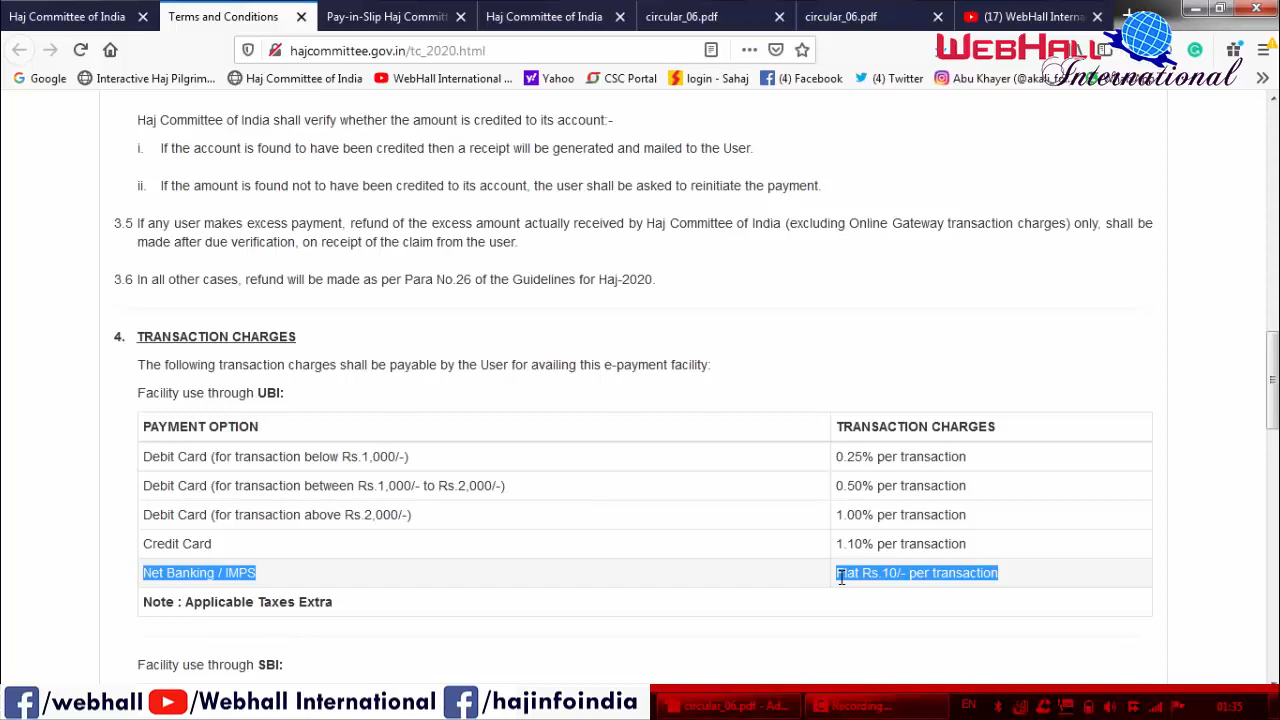 Haj Committee of India
Terms and Conditions
Pay-in-Slip Haj Committ
Haj Committee of India
circular_06.pdf
circular_06.pdf
(17) WebHall Interna
hajcommittee.gov.in/tc_2020.html
WEBHALL
International
Google
Interactive Haj Pilgrim...
Haj Committee of India
WebHall International ...
Yahoo
CSC Portal
login - Sahaj
(4) Facebook
(4) Twitter
Haj Committee of India shall verify whether the amount is credited to its account:-
i. If the account is found to have been credited then a receipt will be generated and mailed to the User.
ii. If the amount is found not to have been credited to its account, the user shall be asked to reinitiate the payment.
3.5 If any user makes excess payment, refund of the excess amount actually received by Haj Committee of India (excluding Online Gateway transaction charges) only, shall be
made after due verification, on receipt of the claim from the user.
3.6 In all other cases, refund will be made as per Para No.26 of the Guidelines for Haj-2020.
4. TRANSACTION CHARGES
The following transaction charges shall be payable by the User for availing this e-payment facility:
Facility use through UBI:
PAYMENT OPTION TRANSACTION CHARGES
Debit Card (for transaction below Rs.1,000/-) 0.25% per transaction
Debit Card (for transaction between Rs.1,000/- to Rs.2,000/-) 0.50% per transaction
Debit Card (for transaction above Rs.2,000/-) 1.00% per transaction
Credit Card 1.10% per transaction
Net Banking / IMPS Flat Rs.10/- per transaction
Note : Applicable Taxes Extra
Facility use through SBI:
/webhall
/Webhall International
/hajinfoindia
circular_06.pdf - Ad...
Recording...
EN
01:35